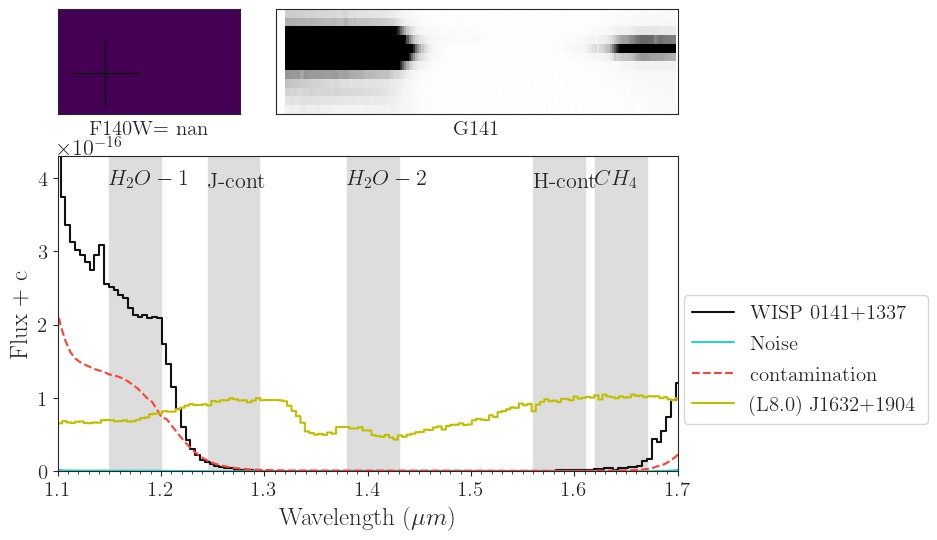 F140W= nan
G141
×10⁻¹⁶
H₂O − 1
J-cont
H₂O − 2
H-cont
CH₄
4
3
2
1
0
Flux + c
1.1 1.2 1.3 1.4 1.5 1.6 1.7
Wavelength (μm)
WISP 0141+1337
Noise
contamination
(L8.0) J1632+1904